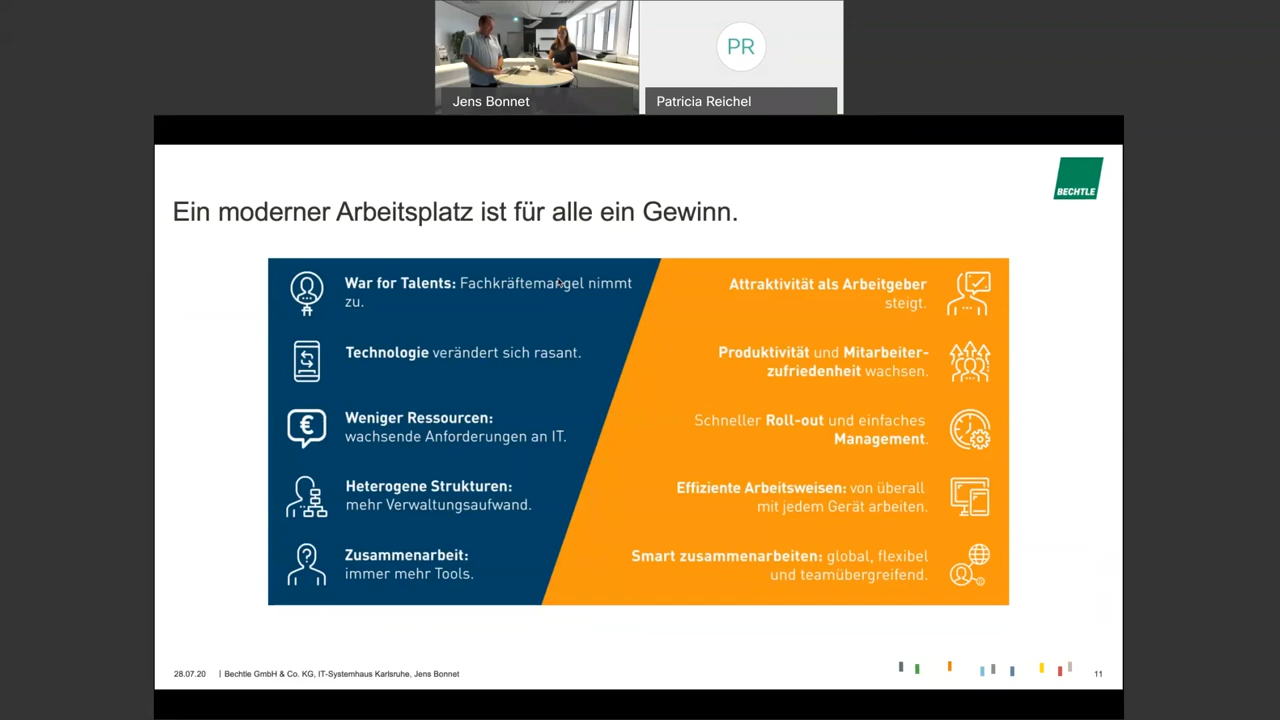 PR
Jens Bonnet
Patricia Reichel
BECHTLE
Ein moderner Arbeitsplatz ist für alle ein Gewinn.
War for Talents: Fachkräftemangel nimmt
zu.
Technologie verändert sich rasant.
Weniger Ressourcen:
wachsende Anforderungen an IT.
Heterogene Strukturen:
mehr Verwaltungsaufwand.
Zusammenarbeit:
immer mehr Tools.
Attraktivität als Arbeitgeber
steigt.
Produktivität und Mitarbeiter-
zufriedenheit wachsen.
Schneller Roll-out und einfaches
Management.
Effiziente Arbeitsweisen: von überall
mit jedem Gerät arbeiten.
Smart zusammenarbeiten: global, flexibel
und teamübergreifend.
28.07.20 | Bechtle GmbH & Co. KG, IT-Systemhaus Karlsruhe, Jens Bonnet
11